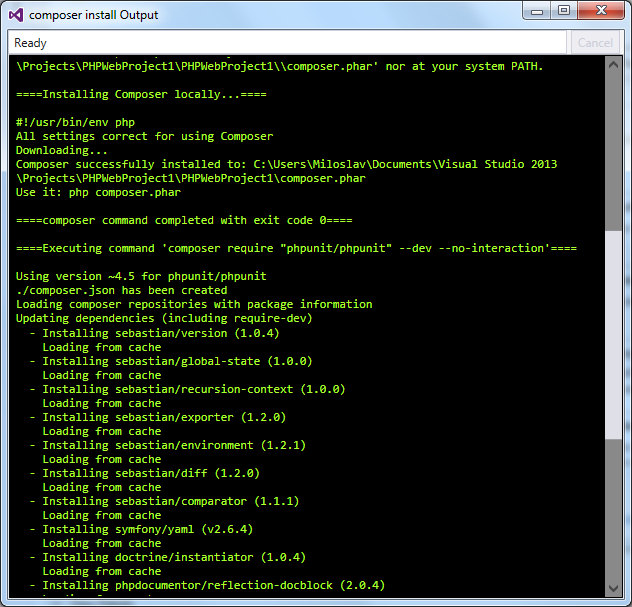 composer install Output
Ready
Cancel
\Projects\PHPWebProject1\PHPWebProject1\\composer.phar' nor at your system PATH.
====Installing Composer locally...====
#!/usr/bin/env php
All settings correct for using Composer
Downloading...
Composer successfully installed to: C:\Users\Miloslav\Documents\Visual Studio 2013
\Projects\PHPWebProject1\PHPWebProject1\composer.phar
Use it: php composer.phar
====composer command completed with exit code 0====
====Executing command 'composer require "phpunit/phpunit" --dev --no-interaction'====
Using version ~4.5 for phpunit/phpunit
./composer.json has been created
Loading composer repositories with package information
Updating dependencies (including require-dev)
- Installing sebastian/version (1.0.4)
Loading from cache
- Installing sebastian/global-state (1.0.0)
Loading from cache
- Installing sebastian/recursion-context (1.0.0)
Loading from cache
- Installing sebastian/exporter (1.2.0)
Loading from cache
- Installing sebastian/environment (1.2.1)
Loading from cache
- Installing sebastian/diff (1.2.0)
Loading from cache
- Installing sebastian/comparator (1.1.1)
Loading from cache
- Installing symfony/yaml (v2.6.4)
Loading from cache
- Installing doctrine/instantiator (1.0.4)
Loading from cache
- Installing phpdocumentor/reflection-docblock (2.0.4)